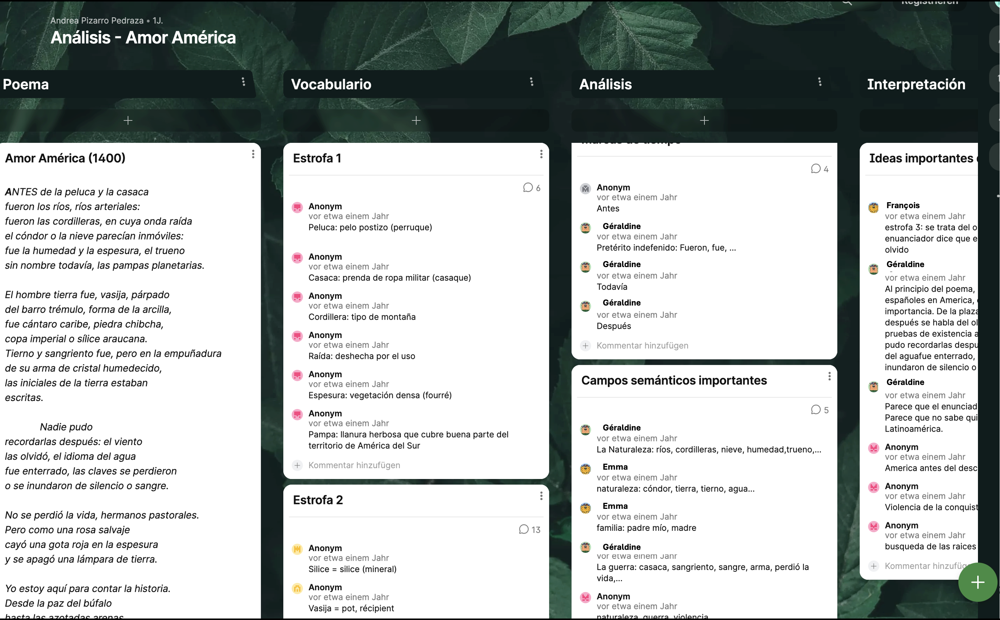 Registrieren
Andrea Pizarro Pedraza • 1J.
Análisis - Amor América
Poema
Amor América (1400)
ANTES de la peluca y la casaca
fueron los ríos, ríos arteriales:
fueron las cordilleras, en cuya onda raída
el cóndor o la nieve parecían inmóviles:
fue la humedad y la espesura, el trueno
sin nombre todavía, las pampas planetarias.
El hombre tierra fue, vasija, párpado
del barro trémulo, forma de la arcilla,
fue cántaro caribe, piedra chibcha,
copa imperial o sílice araucana.
Tierno y sangriento fue, pero en la empuñadura
de su arma de cristal humedecido,
las iniciales de la tierra estaban
escritas.
Nadie pudo
recordarlas después: el viento
las olvidó, el idioma del agua
fue enterrado, las claves se perdieron
o se inundaron de silencio o sangre.
No se perdió la vida, hermanos pastorales.
Pero como una rosa salvaje
cayó una gota roja en la espesura
y se apagó una lámpara de tierra.
Yo estoy aquí para contar la historia.
Desde la paz del búfalo
hasta las azotadas arenas
Vocabulario
Estrofa 1
6
Anonym
vor etwa einem Jahr
Peluca: pelo postizo (perruque)
Anonym
vor etwa einem Jahr
Casaca: prenda de ropa militar (casaque)
Anonym
vor etwa einem Jahr
Cordillera: tipo de montaña
Anonym
vor etwa einem Jahr
Raída: deshecha por el uso
Anonym
vor etwa einem Jahr
Espesura: vegetación densa (fourré)
Anonym
vor etwa einem Jahr
Pampa: llanura herbosa que cubre buena parte del
territorio de América del Sur
Kommentar hinzufügen
Estrofa 2
13
Anonym
vor etwa einem Jahr
Silice = silice (mineral)
Anonym
vor etwa einem Jahr
Vasija = pot, récipient
Análisis
Marcas de tiempo
4
Anonym
vor etwa einem Jahr
Antes
Géraldine
vor etwa einem Jahr
Pretérito indefenido: Fueron, fue, ...
Géraldine
vor etwa einem Jahr
Todavía
Géraldine
vor etwa einem Jahr
Después
Kommentar hinzufügen
Campos semánticos importantes
5
Géraldine
vor etwa einem Jahr
La Naturaleza: ríos, cordilleras, nieve, humedad,trueno,...
Emma
vor etwa einem Jahr
naturaleza: cóndor, tierra, tierno, agua...
Emma
vor etwa einem Jahr
familia: padre mío, madre
Géraldine
vor etwa einem Jahr
La guerra: casaca, sangriento, sangre, arma, perdió la
vida,...
Anonym
vor etwa einem Jahr
naturaleza, guerra, violencia
Interpretación
Ideas importantes
François
vor etwa einem Jahr
estrofa 3: se trata del o
enuanciador dice que e
olvido
Géraldine
vor etwa einem Jahr
Al principio del poema,
españoles en America,
importancia. De la plaza
después se habla del ol
pruebas de existencia a
pudo recordarlas despu
del aguafue enterrado,
inundaron de silencio o
Géraldine
vor etwa einem Jahr
Parece que el enunciad
Parece que no sabe qui
Latinoamérica.
Anonym
vor etwa einem Jahr
America antes del desc
Anonym
vor etwa einem Jahr
Violencia de la conquist
Anonym
vor etwa einem Jahr
busqueda de las raices
Kommentar hinzufüg